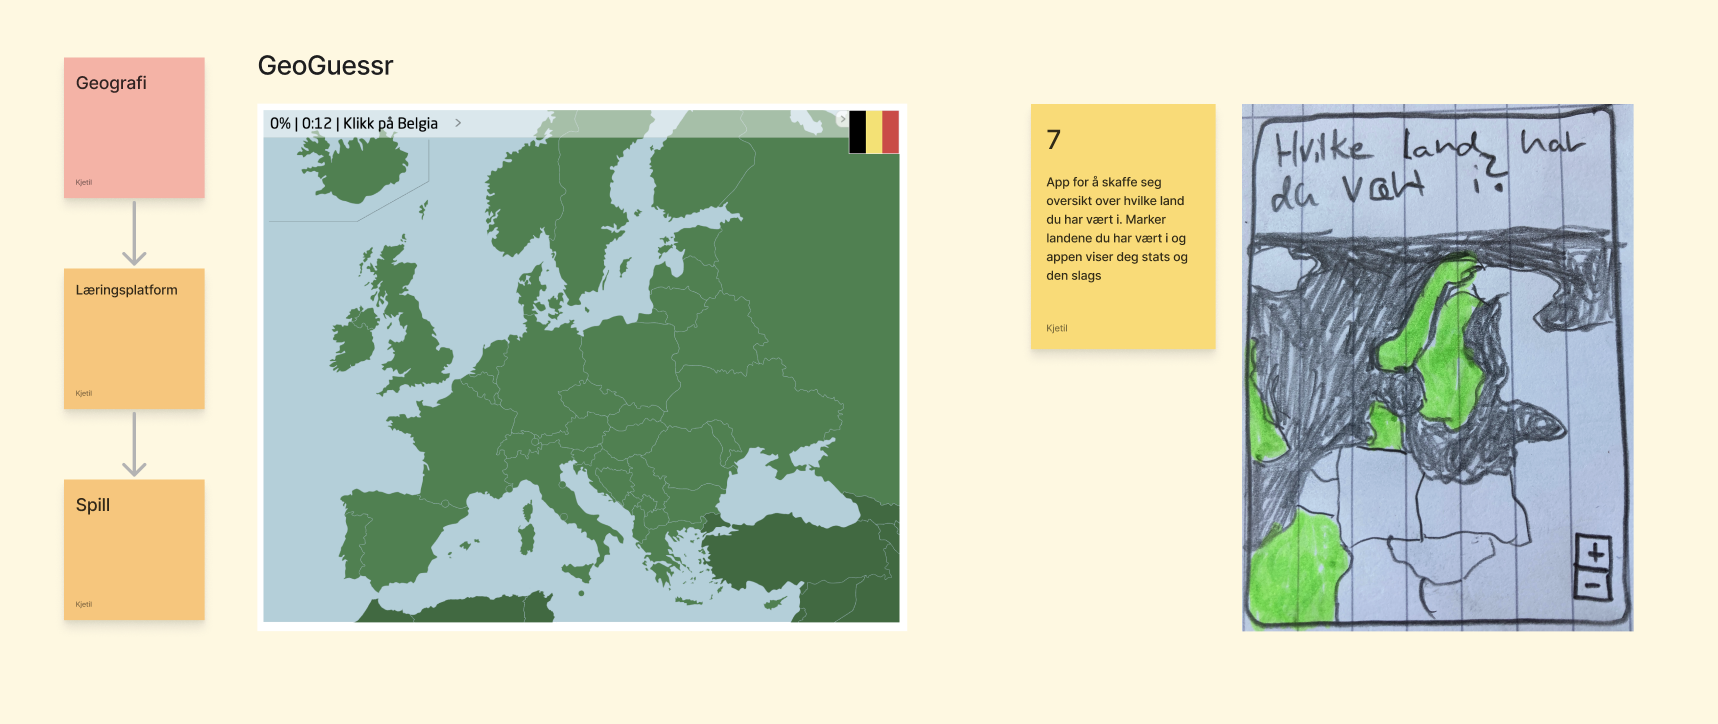 Geografi
Kjetil
Læringsplatform
Kjetil
Spill
Kjetil
GeoGuessr
0% | 0:12 | Klikk på Belgia
7
App for å skaffe seg
oversikt over hvilke land
du har vært i. Marker
landene du har vært i og
appen viser deg stats og
den slags
Kjetil
Hvilke land har
du vært i?
+
-